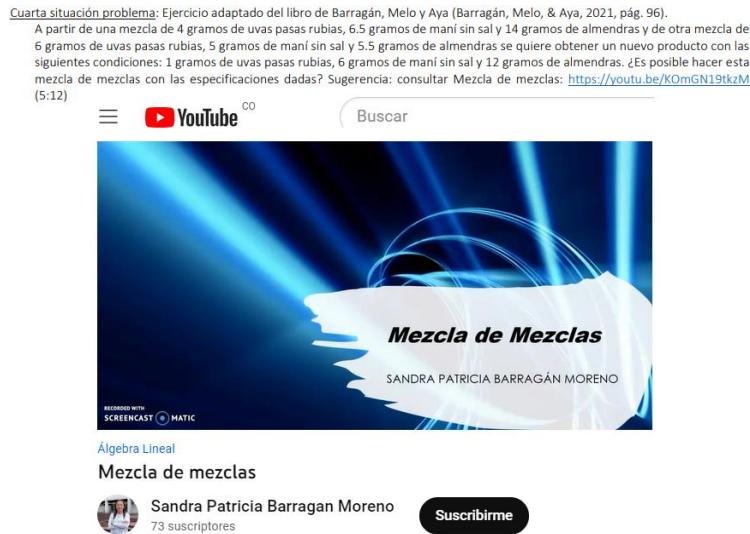 Cuarta situación problema: Ejercicio adaptado del libro de Barragán, Melo y Aya (Barragán, Melo, & Aya, 2021, pág. 96).
A partir de una mezcla de 4 gramos de uvas pasas rubias, 6.5 gramos de maní sin sal y 14 gramos de almendras y de otra mezcla de
6 gramos de uvas pasas rubias, 5 gramos de maní sin sal y 5.5 gramos de almendras se quiere obtener un nuevo producto con las
siguientes condiciones: 1 gramos de uvas pasas rubias, 6 gramos de maní sin sal y 12 gramos de almendras. ¿Es posible hacer esta
mezcla de mezclas con las especificaciones dadas? Sugerencia: consultar Mezcla de mezclas: https://youtu.be/KOmGN19tkzM
(5:12)
YouTube CO
Buscar
Mezcla de Mezclas
SANDRA PATRICIA BARRAGÁN MORENO
RECORDED WITH
SCREENCAST MATIC
Álgebra Lineal
Mezcla de mezclas
Sandra Patricia Barragan Moreno
73 suscriptores
Suscribirme